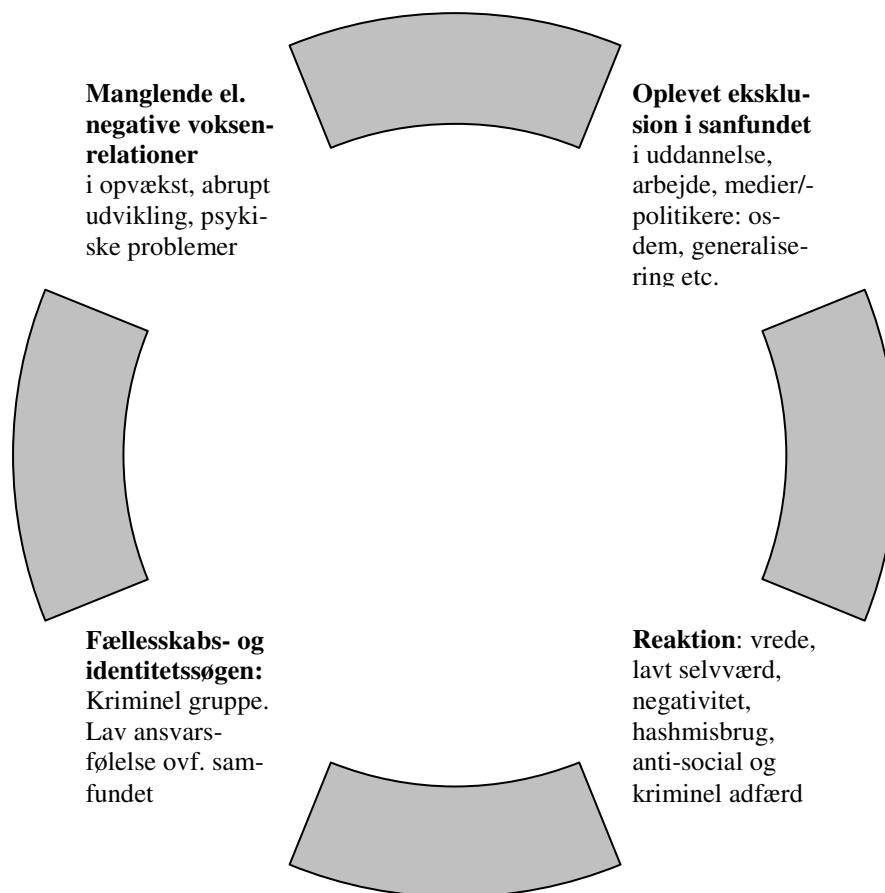 Manglende el.
negative voksen-
relationer
i opvækst, abrupt
udvikling, psyki-
ske problemer
Oplevet eksklu-
sion i sanfundet
i uddannelse,
arbejde, medier/-
politikere: os-
dem, generalise-
ring etc.
Fællesskabs- og
identitetssøgen:
Kriminel gruppe.
Lav ansvars-
følelse ovf. sam-
fundet
Reaktion: vrede,
lavt selvværd,
negativitet,
hashmisbrug,
anti-social og
kriminel adfærd